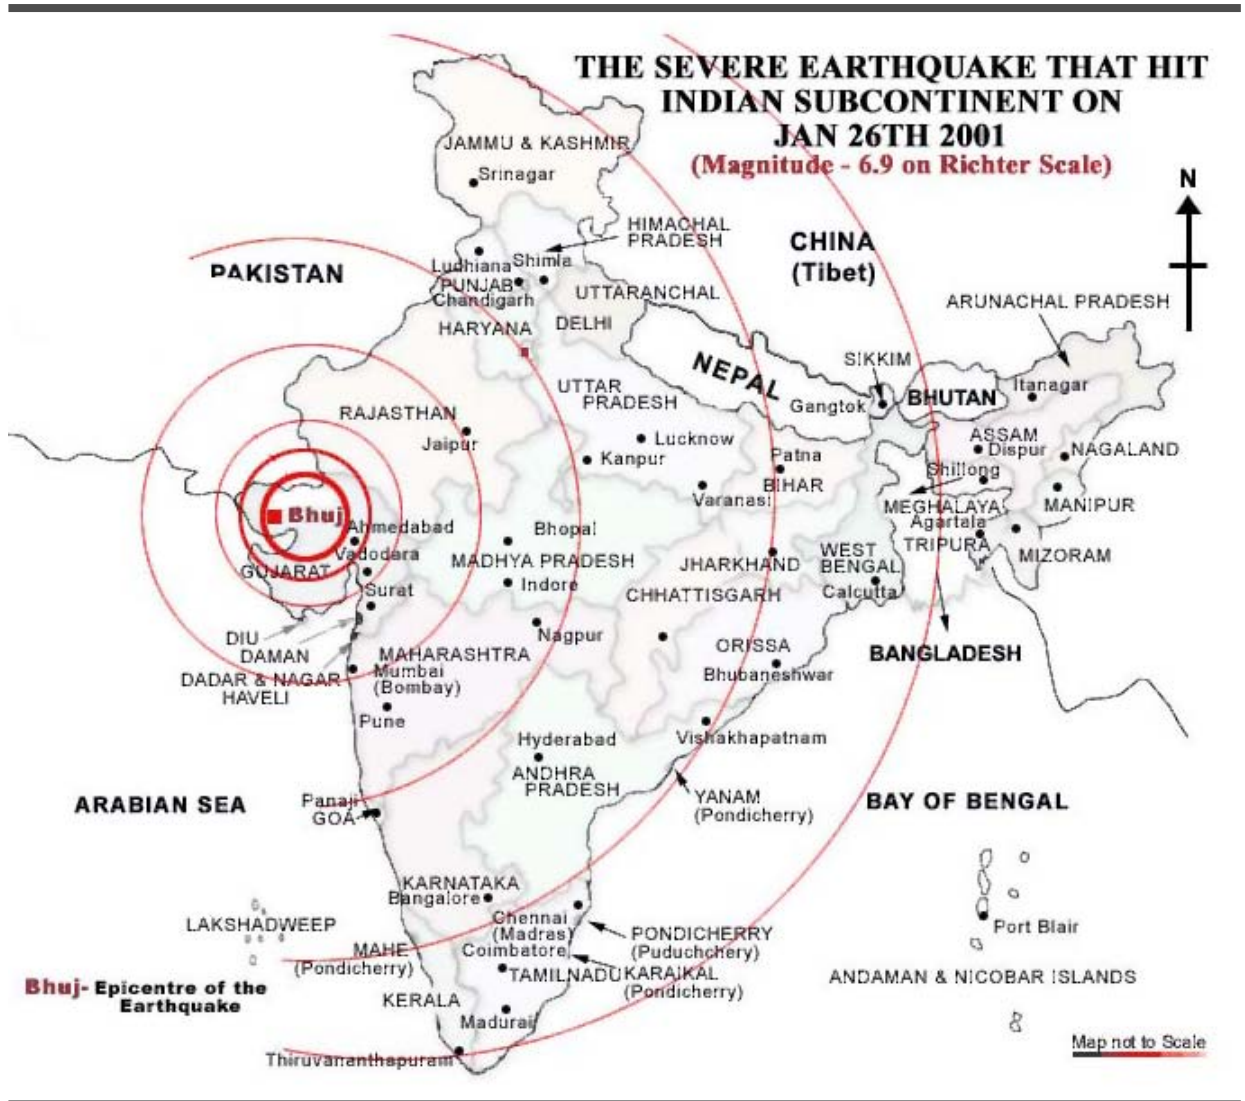 THE SEVERE EARTHQUAKE THAT HIT
INDIAN SUBCONTINENT ON
JAN 26TH 2001
(Magnitude - 6.9 on Richter Scale)
N
JAMMU & KASHMIR
Srinagar
HIMACHAL
PRADESH
CHINA
(Tibet)
PAKISTAN
Ludhiana
Shimla
PUNJAB
Chandigarh
UTTARANCHAL
ARUNACHAL PRADESH
HARYANA
DELHI
NEPAL
SIKKIM
BHUTAN
Itanagar
UTTAR
PRADESH
Gangtok
RAJASTHAN
Jaipur
Lucknow
Kanpur
Patna
BIHAR
Varanasi
ASSAM
Dispur
NAGALAND
Shillong
MEGHALAYA
MANIPUR
Agartala
TRIPURA
MIZORAM
Bhuj
Ahmedabad
Vadodara
GUJARAT
Surat
Bhopal
MADHYA PRADESH
Indore
JHARKHAND
WEST
BENGAL
Calcutta
CHHATTISGARH
DIU
DAMAN
DADAR & NAGAR
HAVELI
MAHARASHTRA
Mumbai
(Bombay)
Nagpur
ORISSA
Bhubaneshwar
BANGLADESH
Pune
Hyderabad
ANDHRA
PRADESH
Vishakhapatnam
ARABIAN SEA
Panaji
GOA
YANAM
(Pondicherry)
BAY OF BENGAL
KARNATAKA
Bangalore
LAKSHADWEEP
Chennai
(Madras)
PONDICHERRY
(Puduchchery)
Port Blair
MAHE
(Pondicherry)
Coimbatore
TAMILNADU
KARAIKAL
(Pondicherry)
ANDAMAN & NICOBAR ISLANDS
Bhuj- Epicentre of the
Earthquake
KERALA
Madurai
Thiruvananthapuram
Map not to Scale